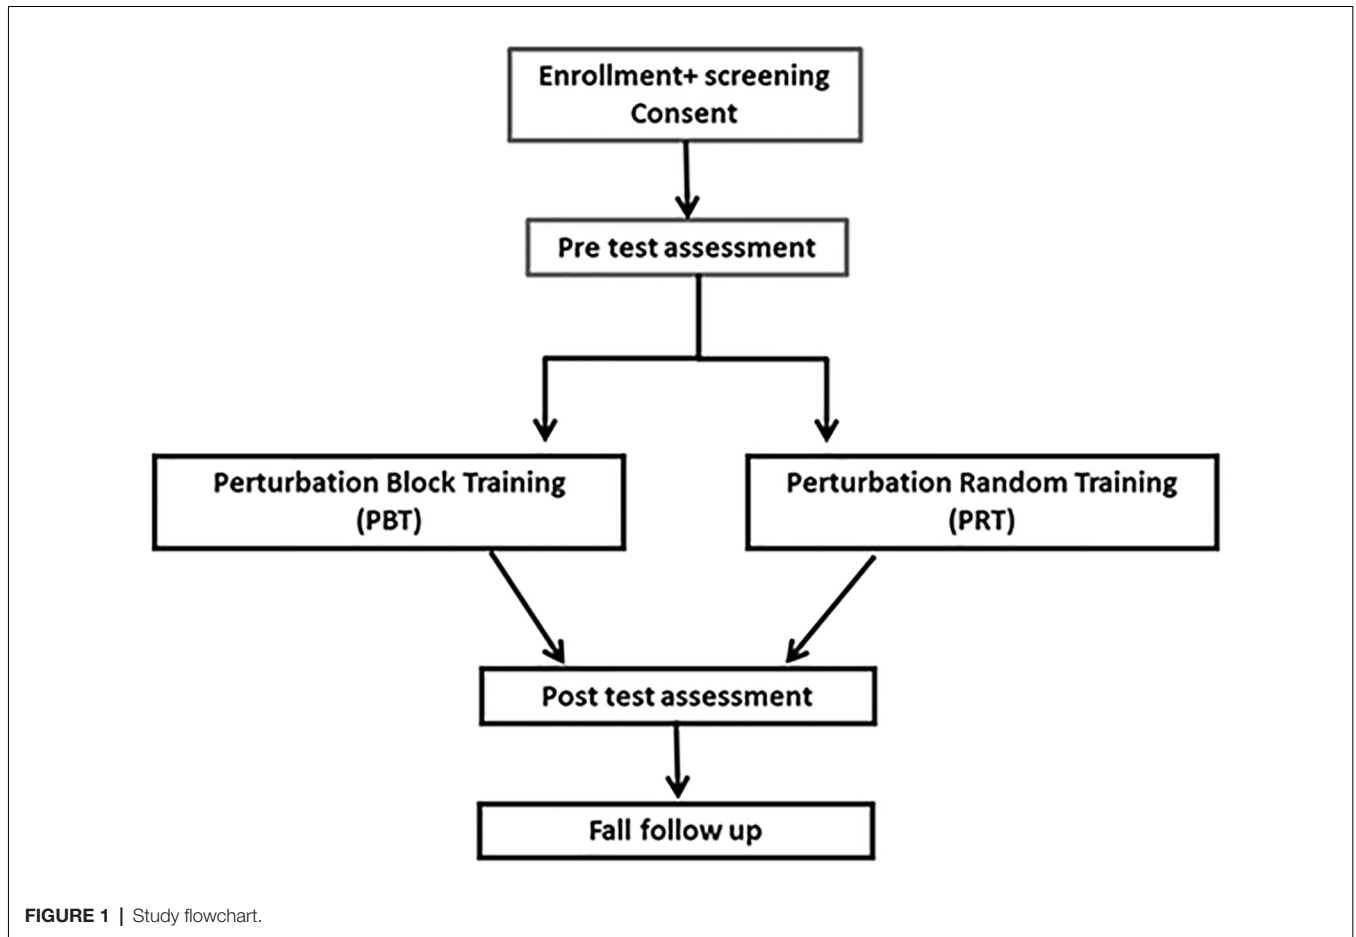 Enrollment+ screening
Consent
Pre test assessment
Perturbation Block Training
(PBT)
Perturbation Random Training
(PRT)
Post test assessment
Fall follow up
FIGURE 1 | Study flowchart.